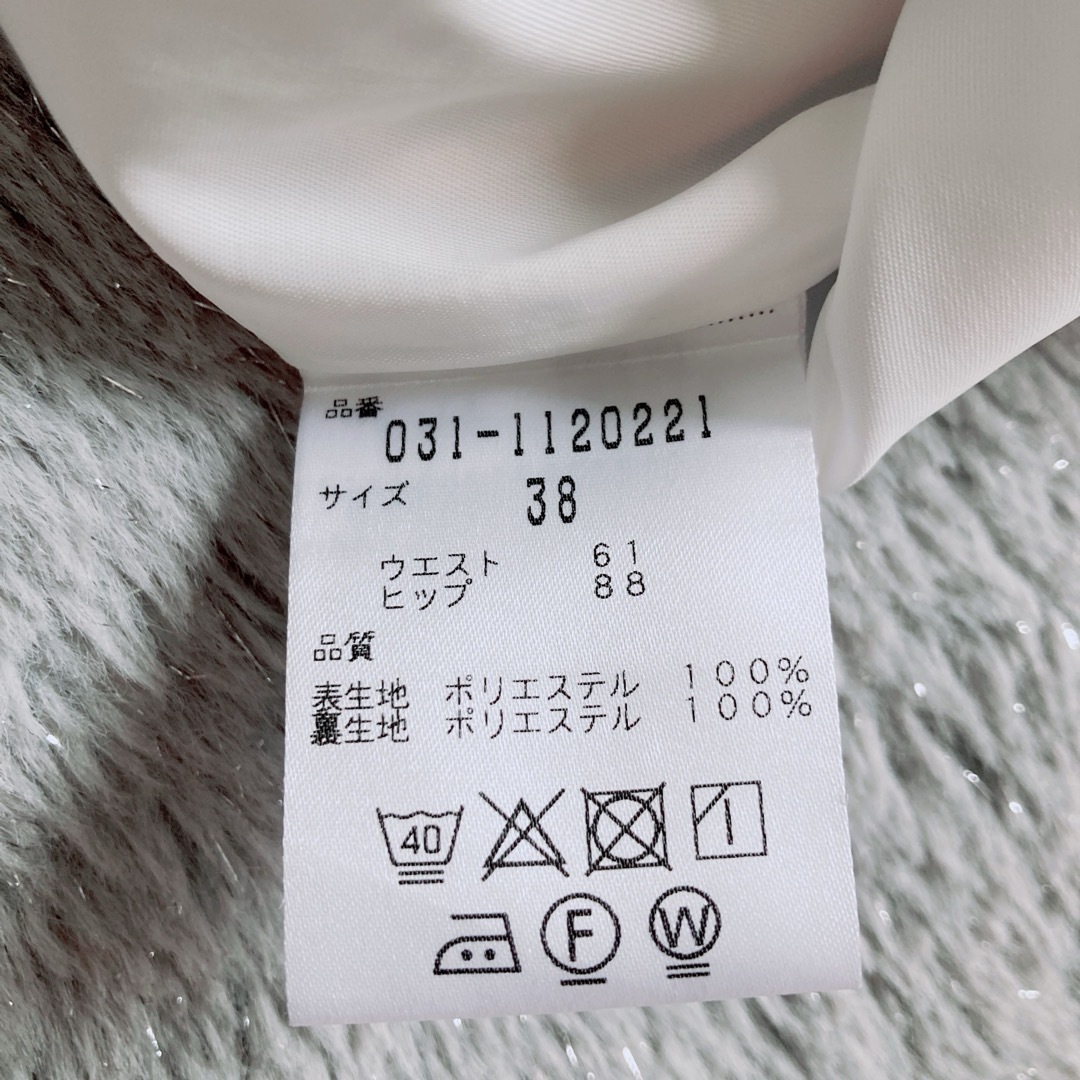 品番
031-1120221
サイズ 38
ウエスト 61
ヒップ 88
品質
表生地 ポリエステル 100%
裏生地 ポリエステル 100%
40
F W